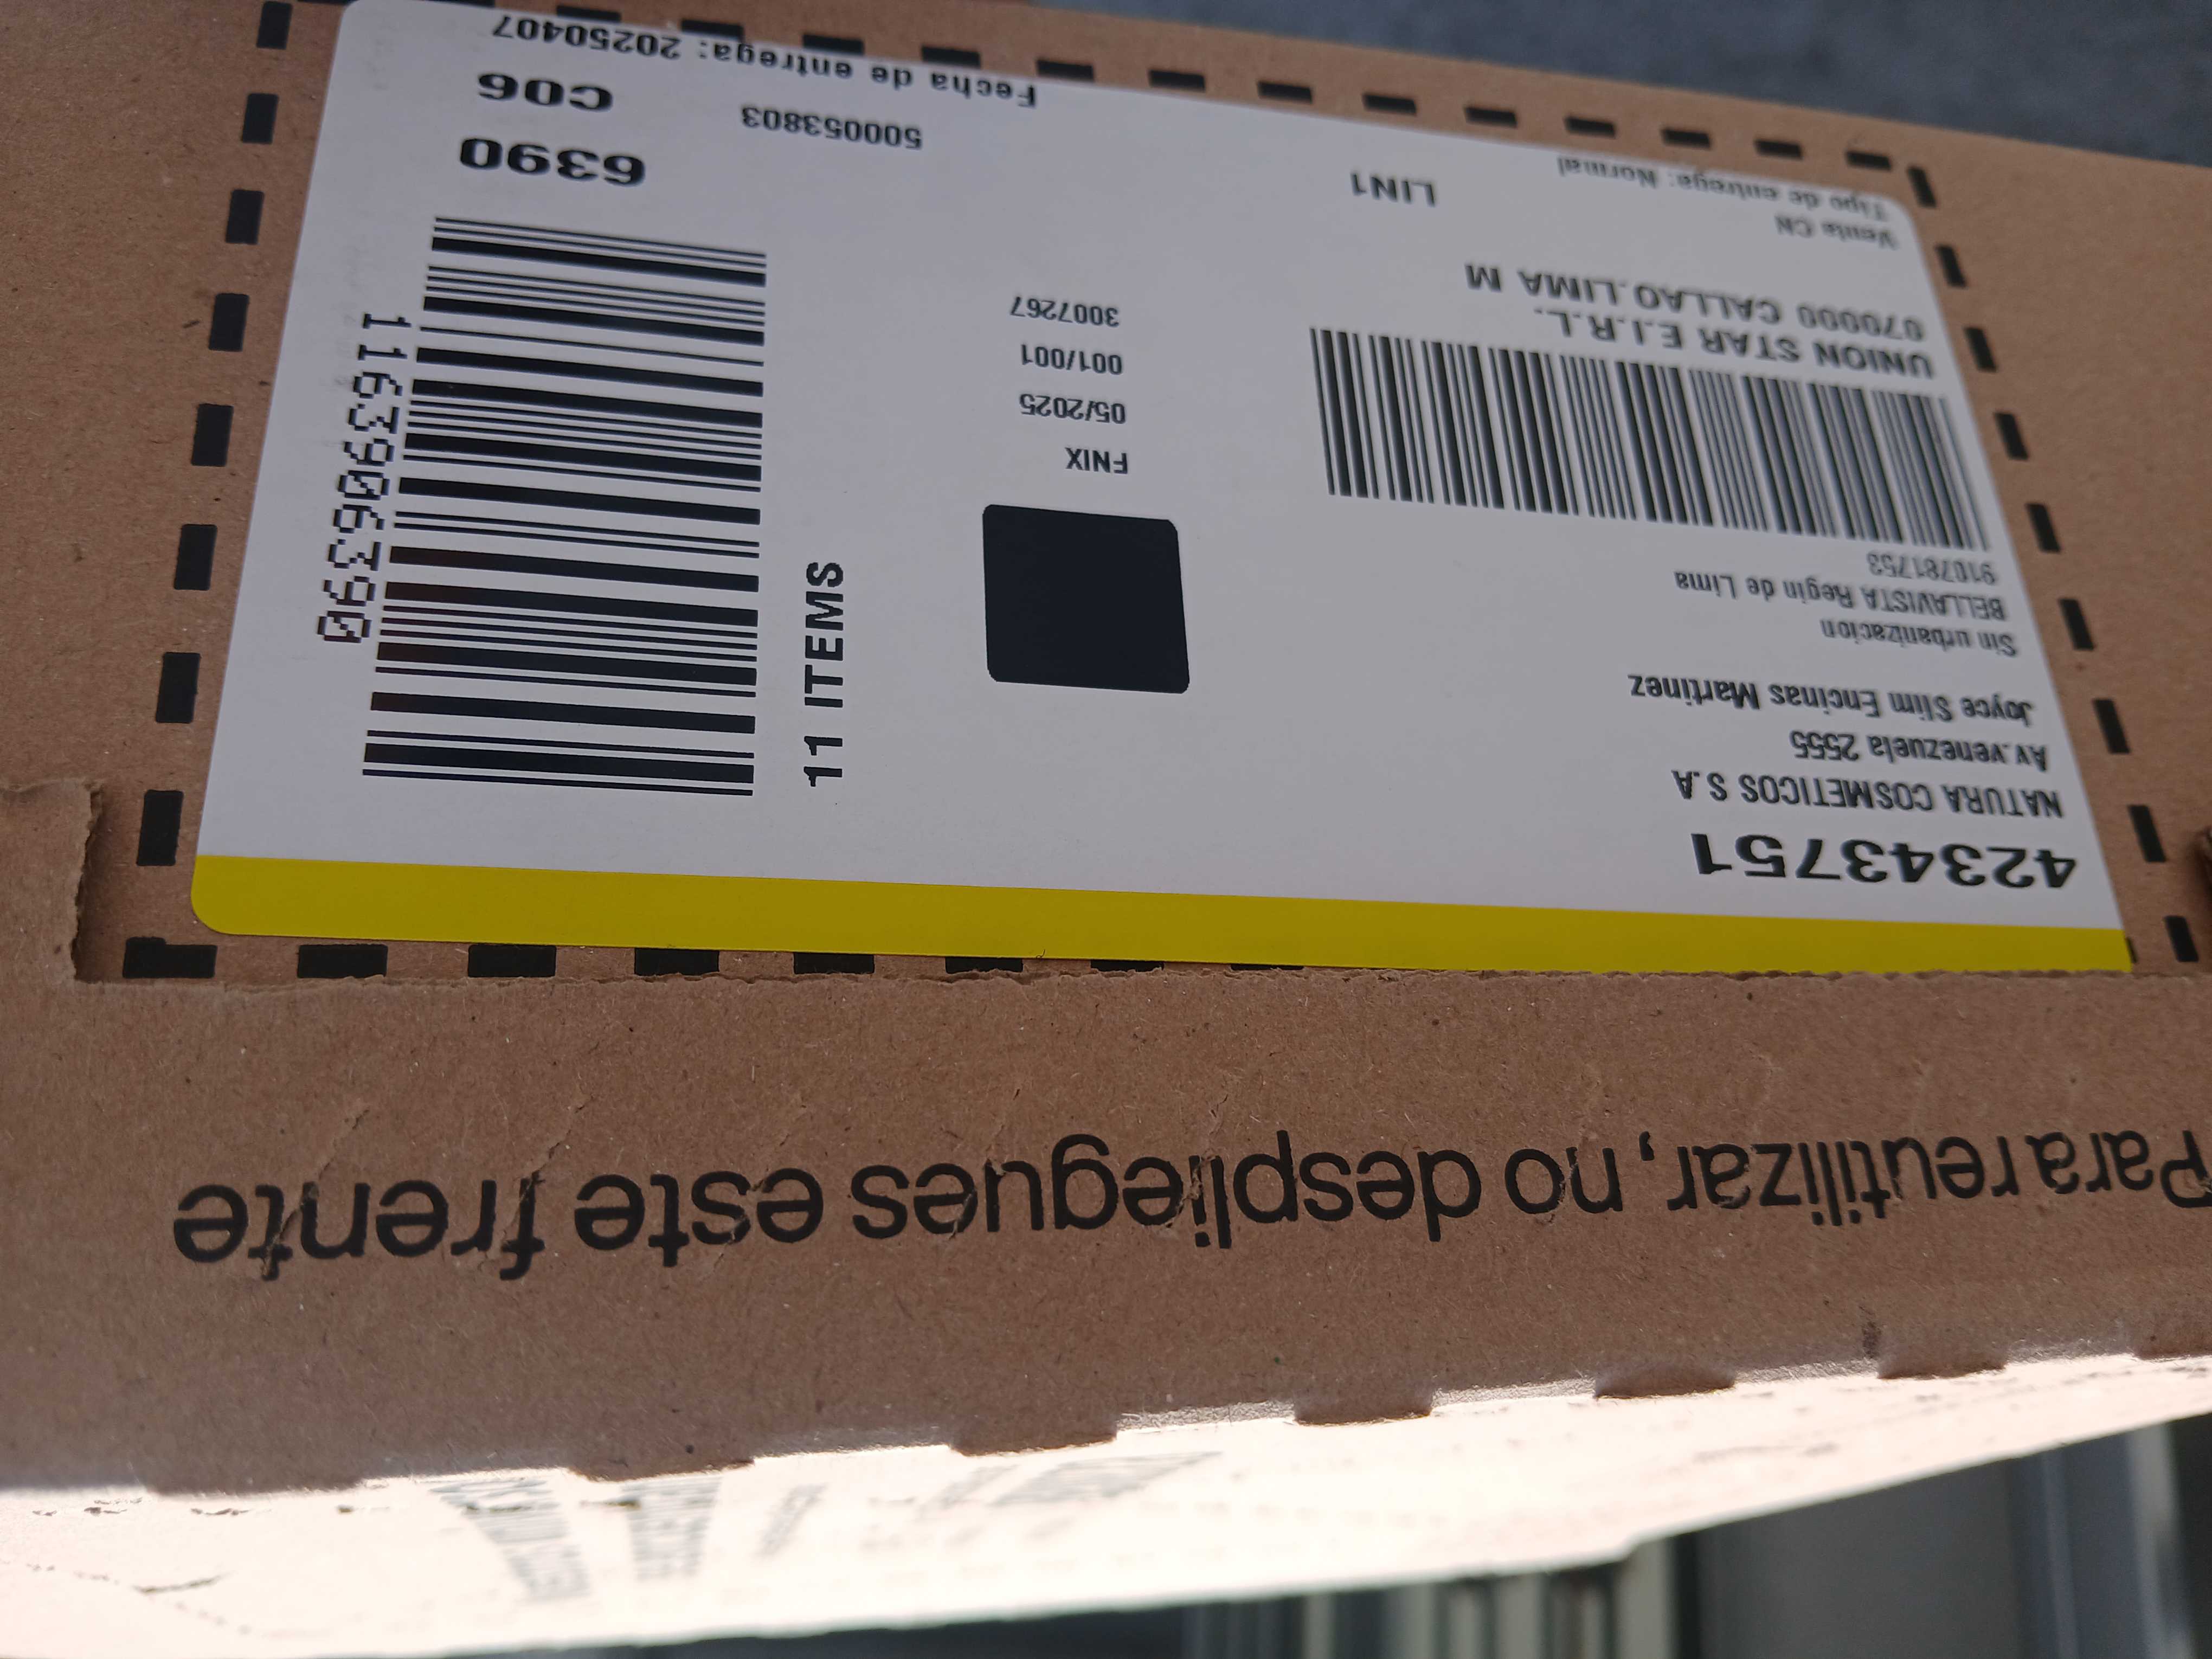 Para reutilizar, no despliegues este frente
42343751
NATURA COSMETICOS S.A
Av.venezuela 2555
Joyce Slim Encinas Martinez
Sin urbanizacion
BELLAVISTA Regin de Lima
910781753
UNION STAR E.I.R.L.
070000 CALLAO.LIMA M
Venta CN
Tipo de entrega: Normal
LIN1
FNIX
05/2025
001/001
3007267
11 ITEMS
1163906390
6390
C06
500053803
Fecha de entrega: 20250407